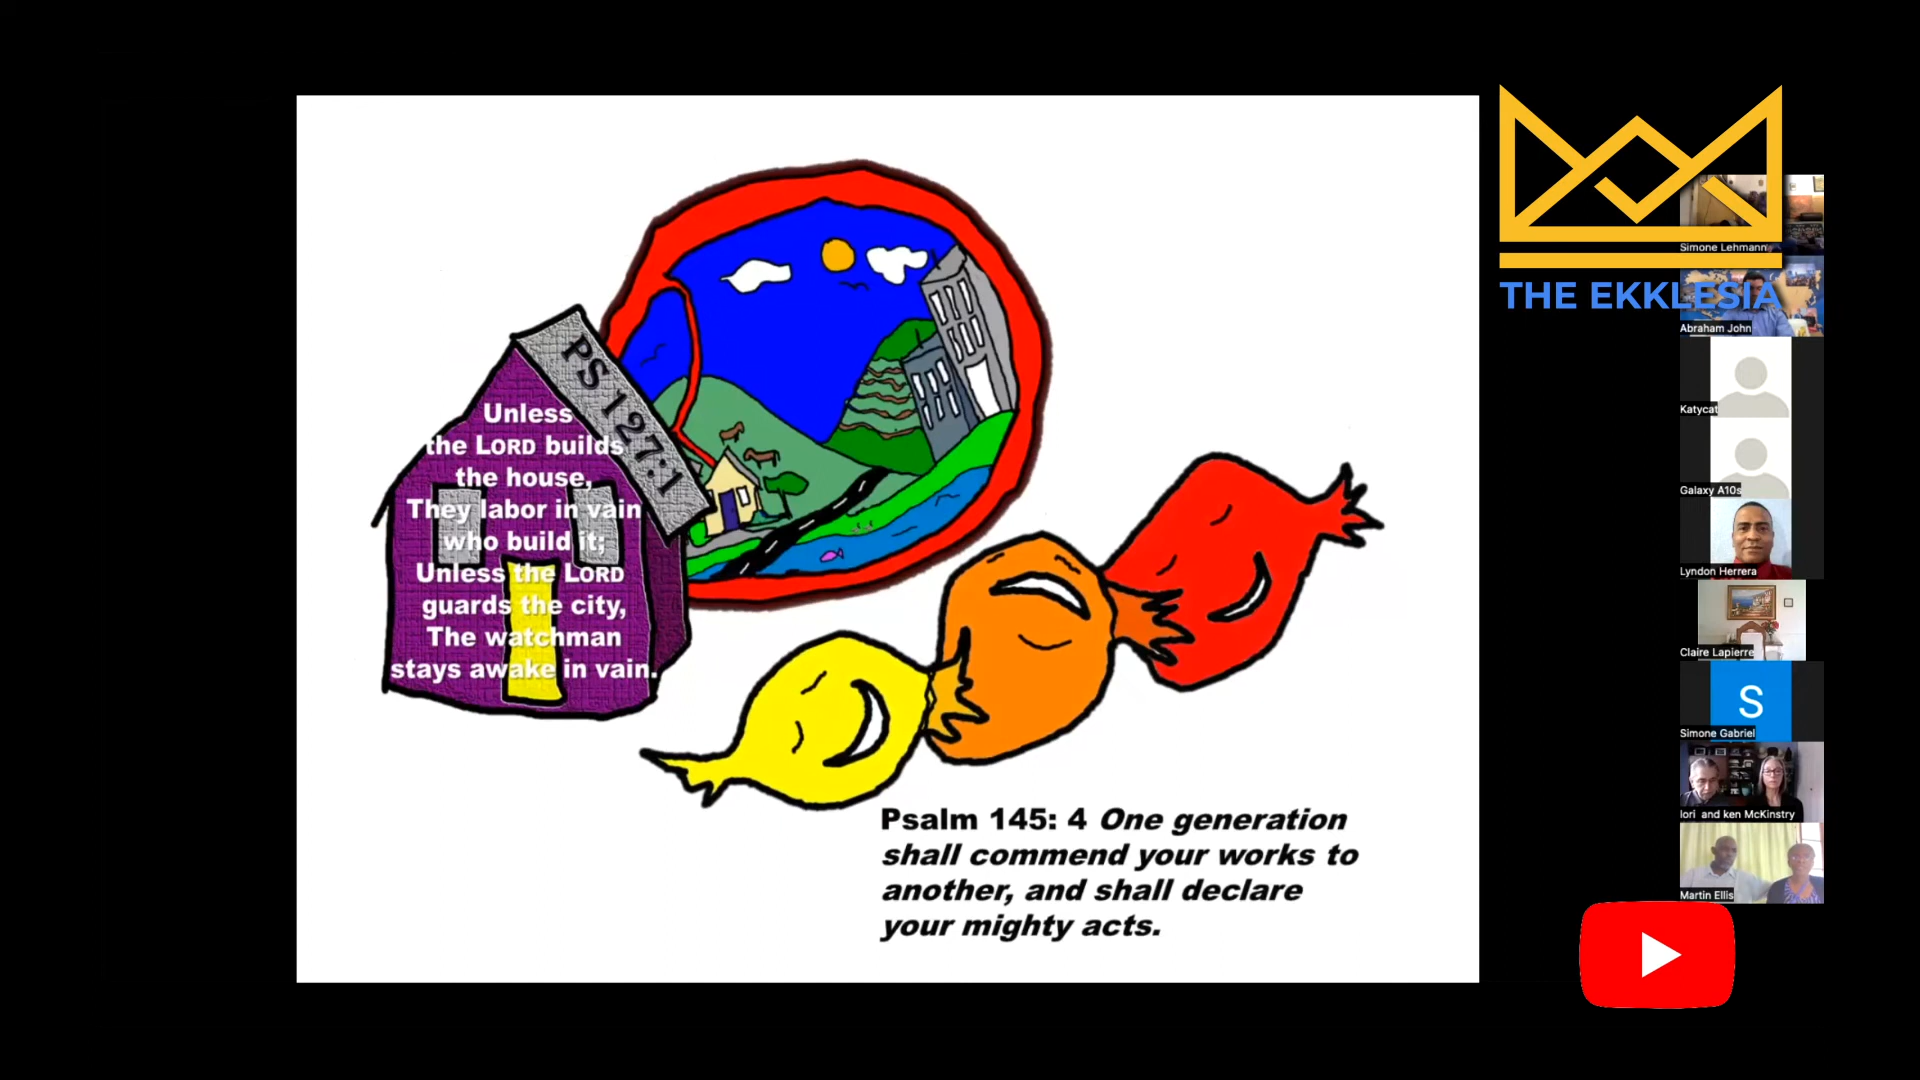 PS 127:1
Unless
the LORD builds
the house,
They labor in vain
who build it;
Unless the LORD
guards the city,
The watchman
stays awake in vain.
Psalm 145: 4 One generation
shall commend your works to
another, and shall declare
your mighty acts.
THE EKKLESIA
Simone Lehmann
Abraham John
Katycat
Galaxy A10s
Lyndon Herrera
Claire Lapierre
S
Simone Gabriel
lori and ken McKinstry
Martin Ellis